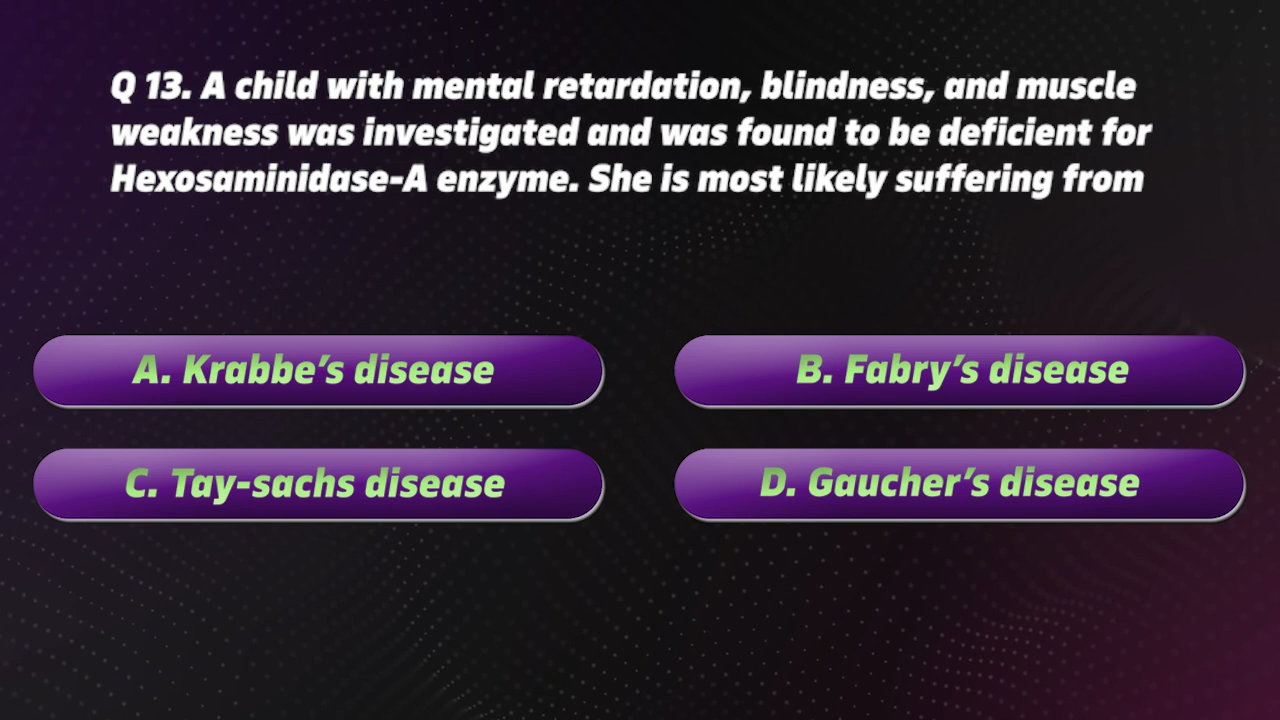 Q 13. A child with mental retardation, blindness, and muscle
weakness was investigated and was found to be deficient for
Hexosaminidase-A enzyme. She is most likely suffering from
A. Krabbe’s disease
B. Fabry’s disease
C. Tay-sachs disease
D. Gaucher’s disease